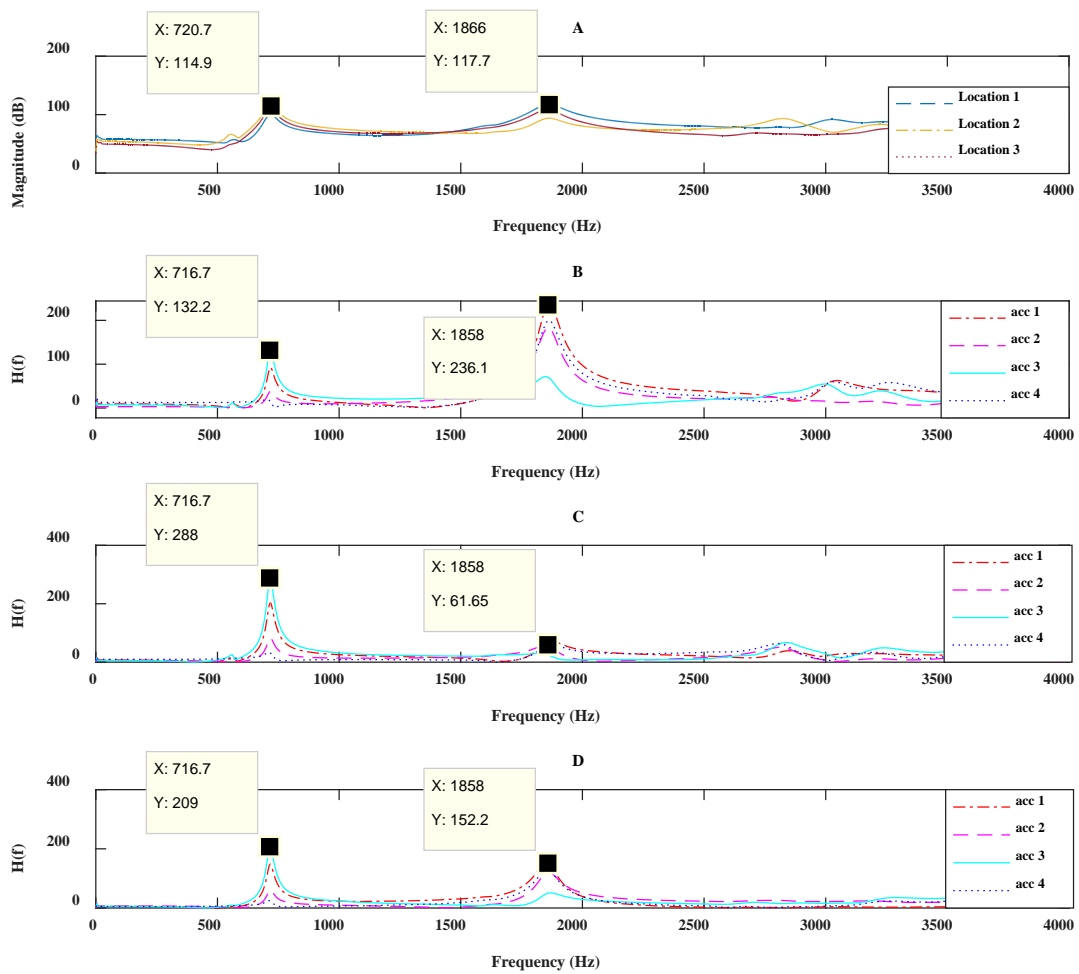 A
X: 720.7
Y: 114.9
X: 1866
Y: 117.7
200
100
0
Magnitude (dB)
Location 1
Location 2
Location 3
500 1000 1500 2000 2500 3000 3500 4000
Frequency (Hz)
B
X: 716.7
Y: 132.2
X: 1858
Y: 236.1
200
100
0
H(f)
acc 1
acc 2
acc 3
acc 4
0 500 1000 1500 2000 2500 3000 3500 4000
Frequency (Hz)
C
X: 716.7
Y: 288
X: 1858
Y: 61.65
400
200
0
H(f)
acc 1
acc 2
acc 3
acc 4
0 500 1000 1500 2000 2500 3000 3500 4000
Frequency (Hz)
D
X: 716.7
Y: 209
X: 1858
Y: 152.2
400
200
0
H(f)
acc 1
acc 2
acc 3
acc 4
0 500 1000 1500 2000 2500 3000 3500 4000
Frequency (Hz)